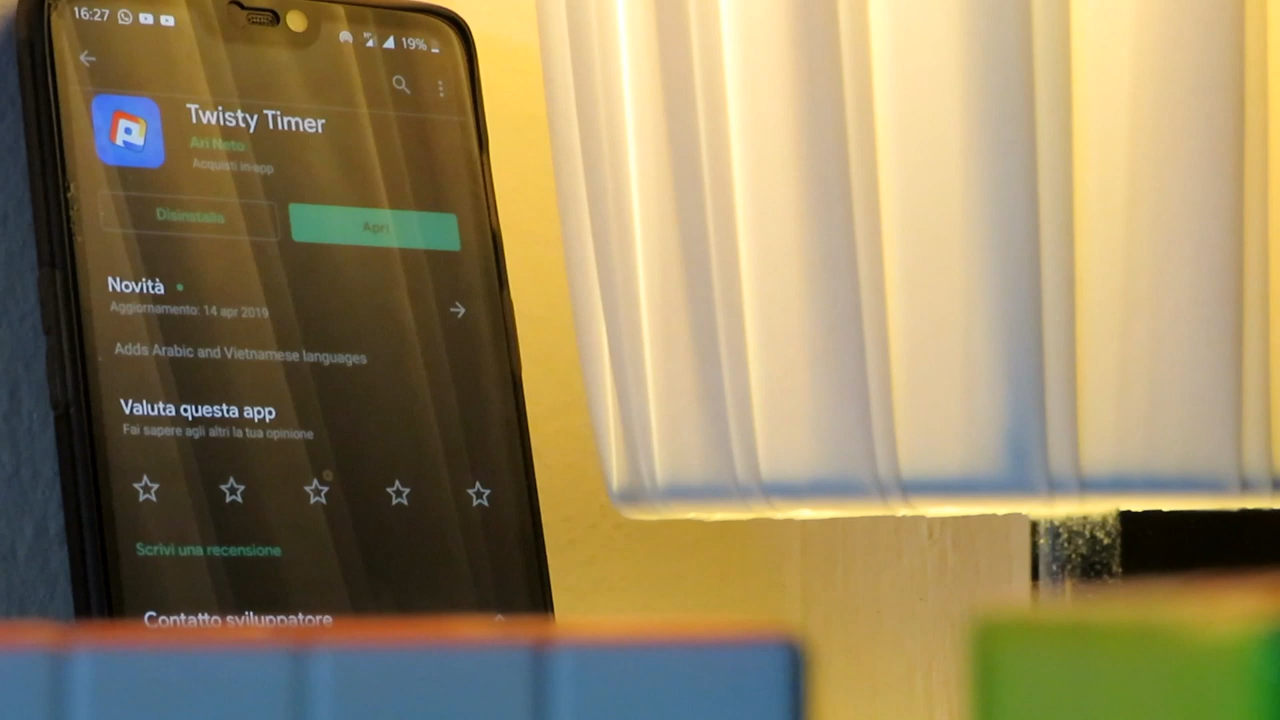 16:27
19%
Twisty Timer
Ari Neto
Acquisti in-app
Disinstalla
Apri
Novità
Aggiornamento: 14 apr 2019
Adds Arabic and Vietnamese languages
Valuta questa app
Fai sapere agli altri la tua opinione
Scrivi una recensione
Contatto sviluppatore